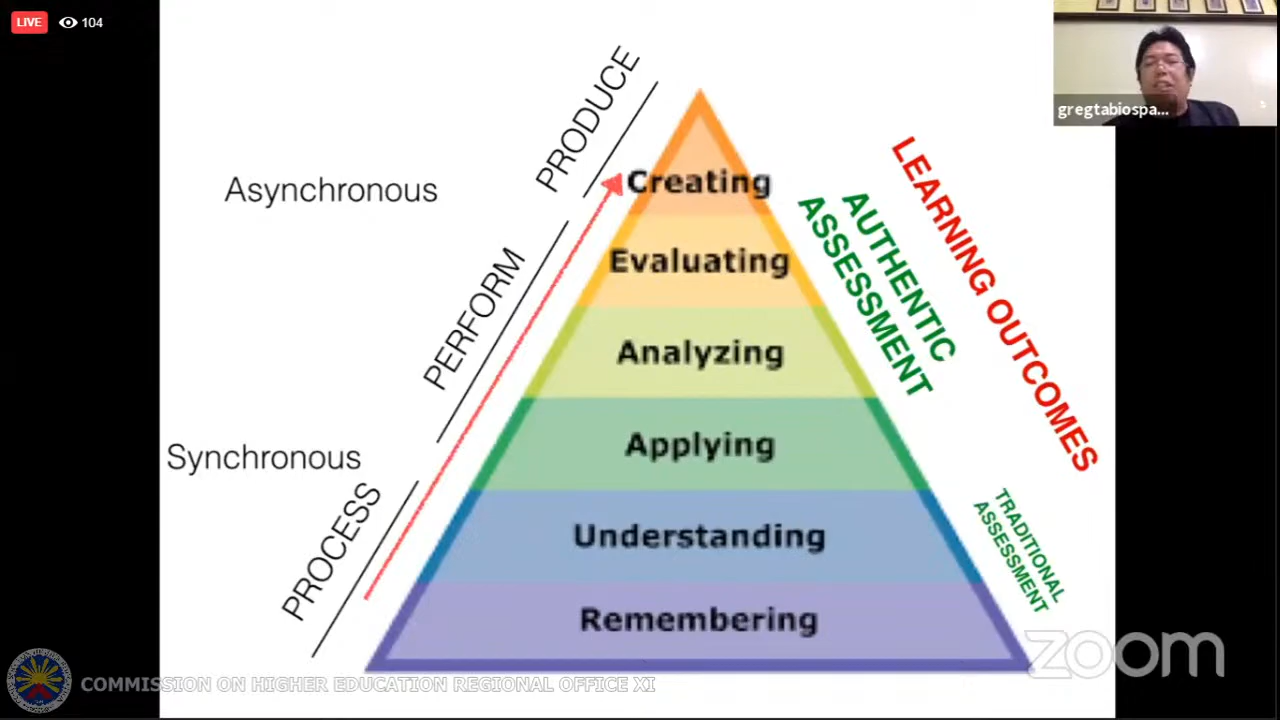 LIVE
104
gregtabiospa...
PRODUCE
Asynchronous
Creating
LEARNING OUTCOMES
AUTHENTIC
ASSESSMENT
Evaluating
PERFORM
Analyzing
Applying
Synchronous
PROCESS
TRADITIONAL
ASSESSMENT
Understanding
Remembering
zoom
COMMISSION ON HIGHER EDUCATION REGIONAL OFFICE XI